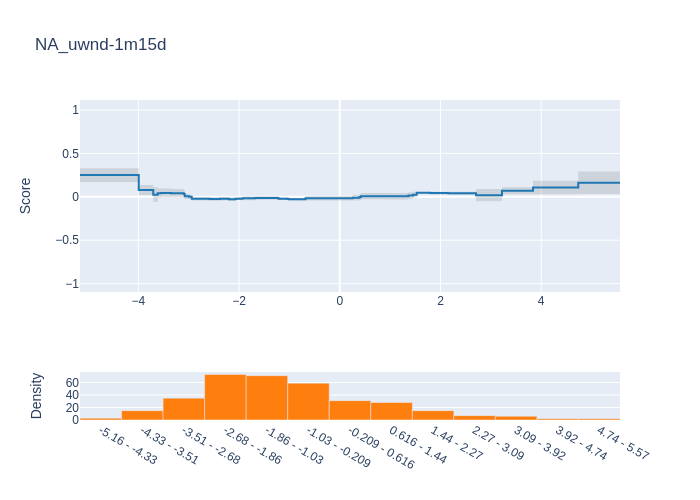 NA_uwnd-1m15d
Score
1
0.5
0
−0.5
−1
−4
−2
0
2
4
Density
60
40
20
0
-5.16 - -4.33
-4.33 - -3.51
-3.51 - -2.68
-2.68 - -1.86
-1.86 - -1.03
-1.03 - -0.209
-0.209 - 0.616
0.616 - 1.44
1.44 - 2.27
2.27 - 3.09
3.09 - 3.92
3.92 - 4.74
4.74 - 5.57